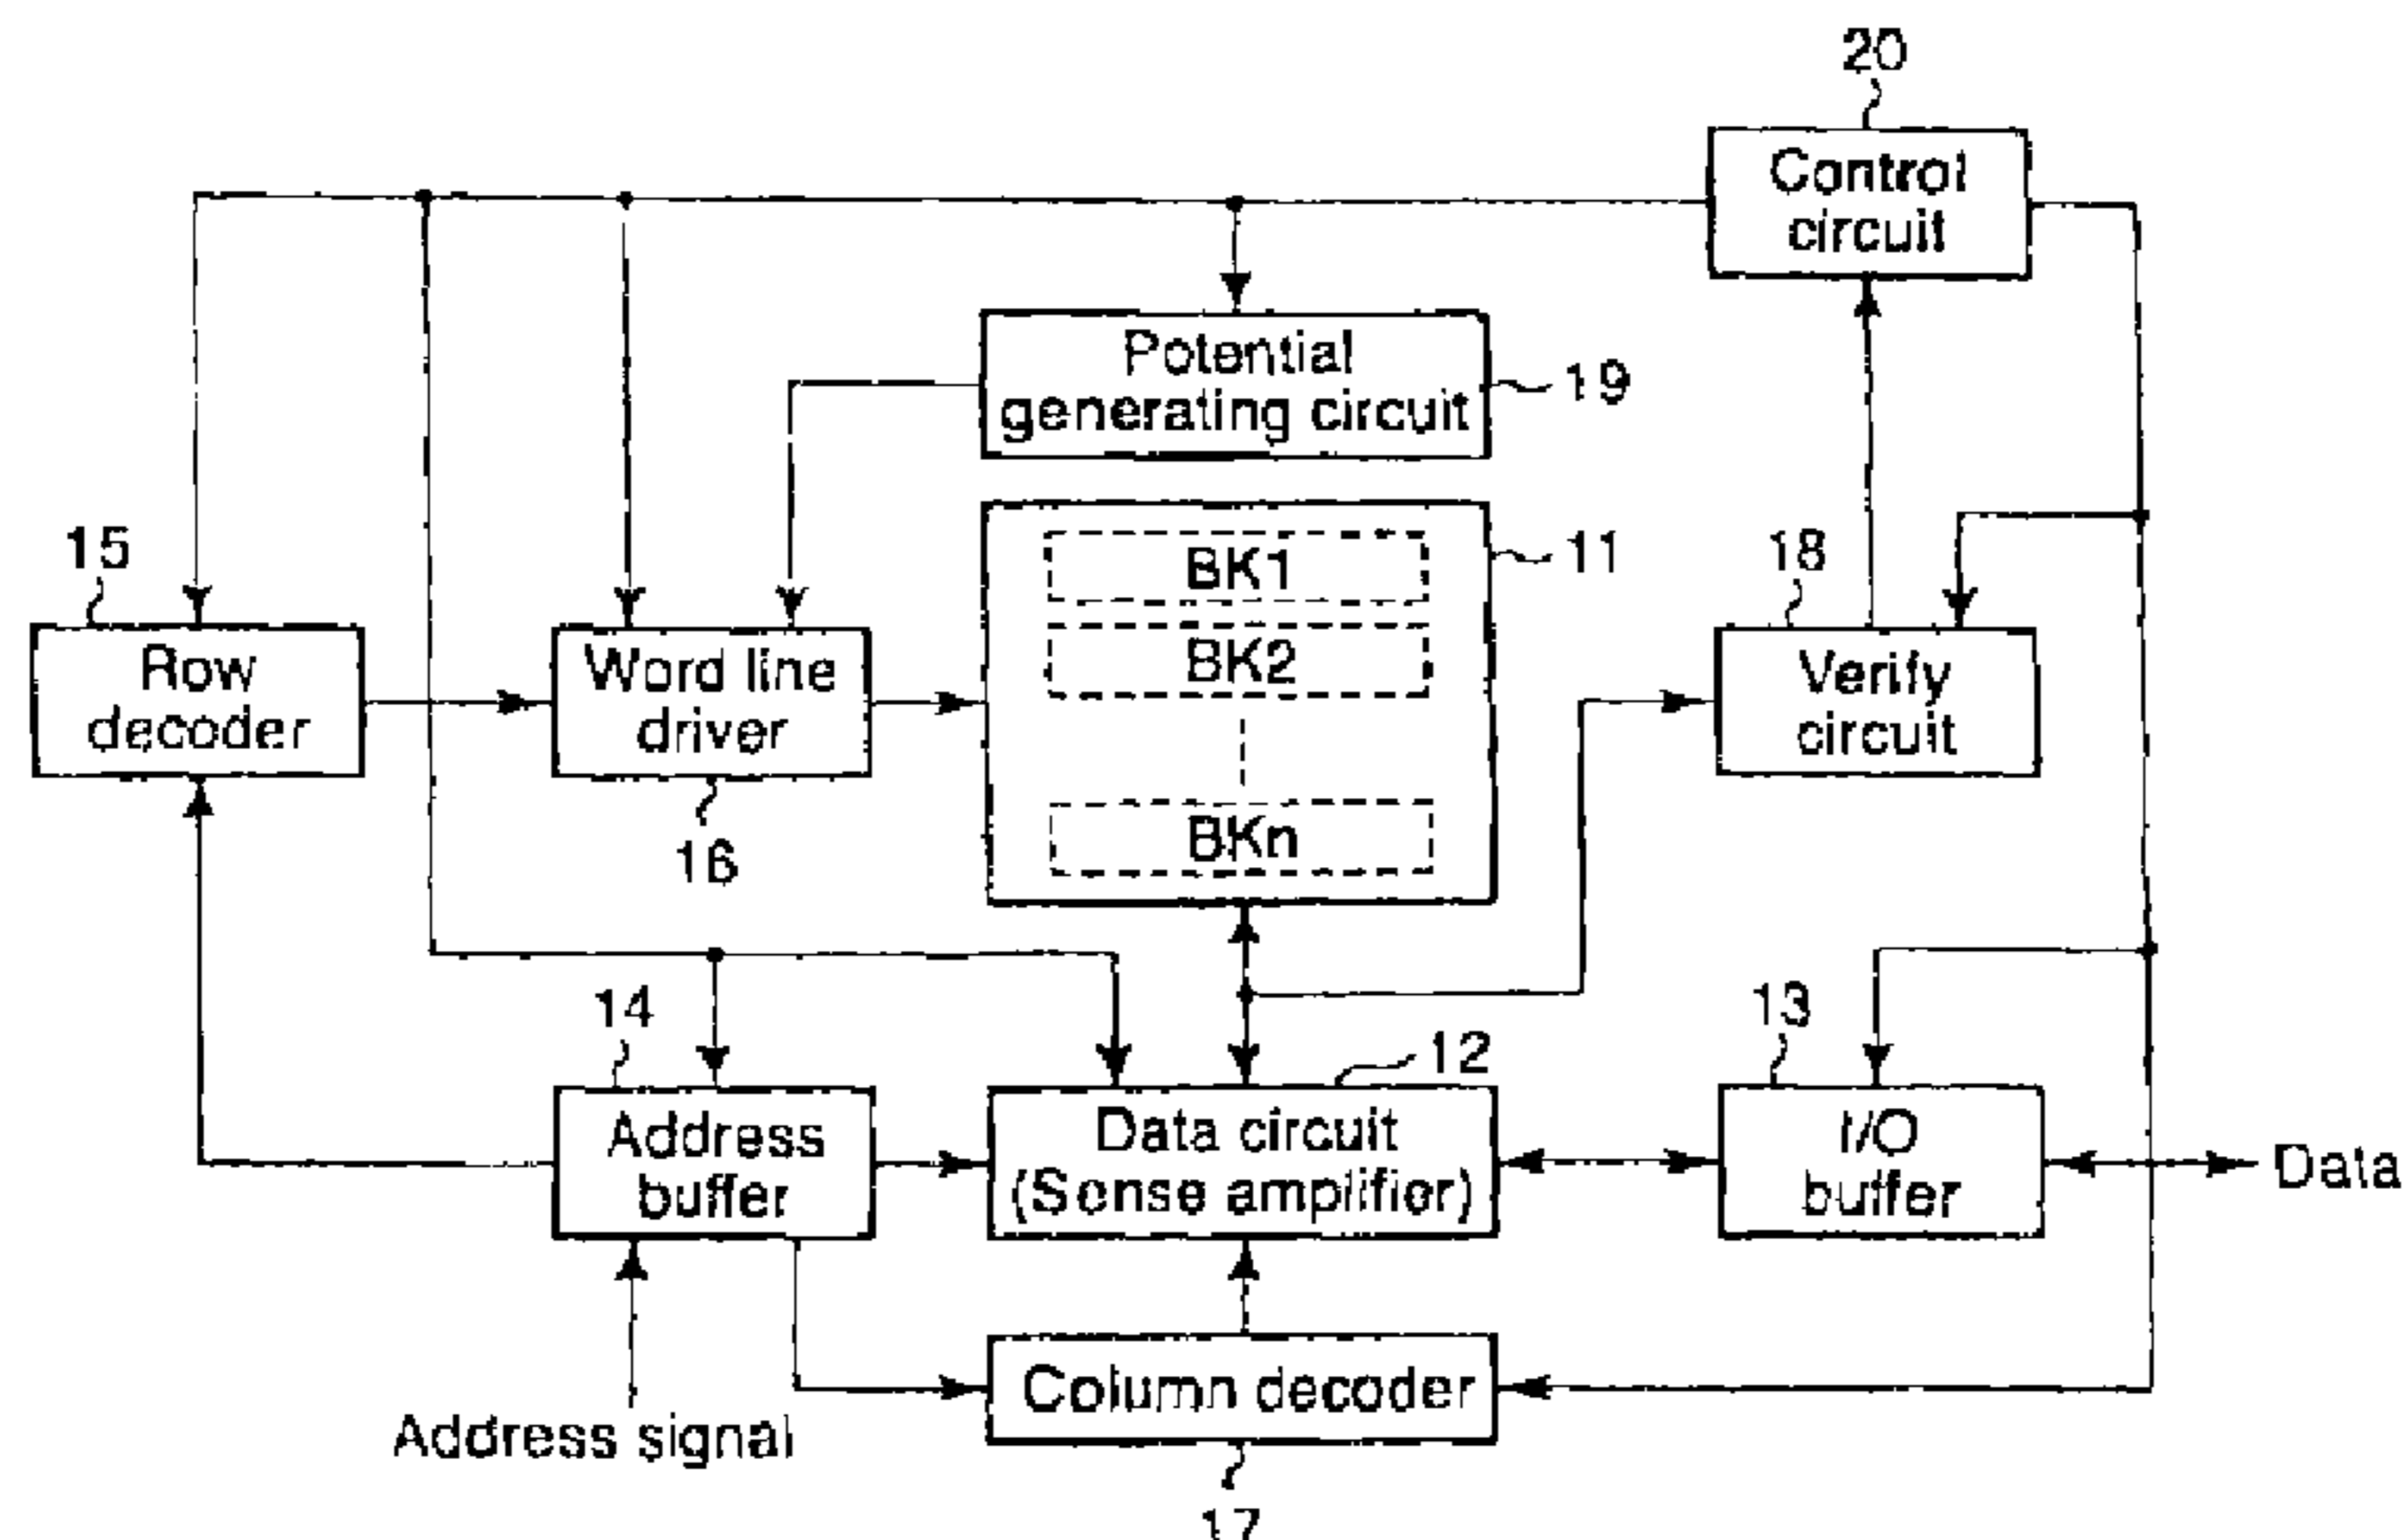 20
Control
circuit
Potential
generating circuit
19
15
Row
decoder
Word line
driver
16
BK1
BK2
BKn
11
18
Verify
circuit
14
Address
buffer
12
Data circuit
(Sense amplifier)
13
I/O
buffer
Data
Address signal
Column decoder
17